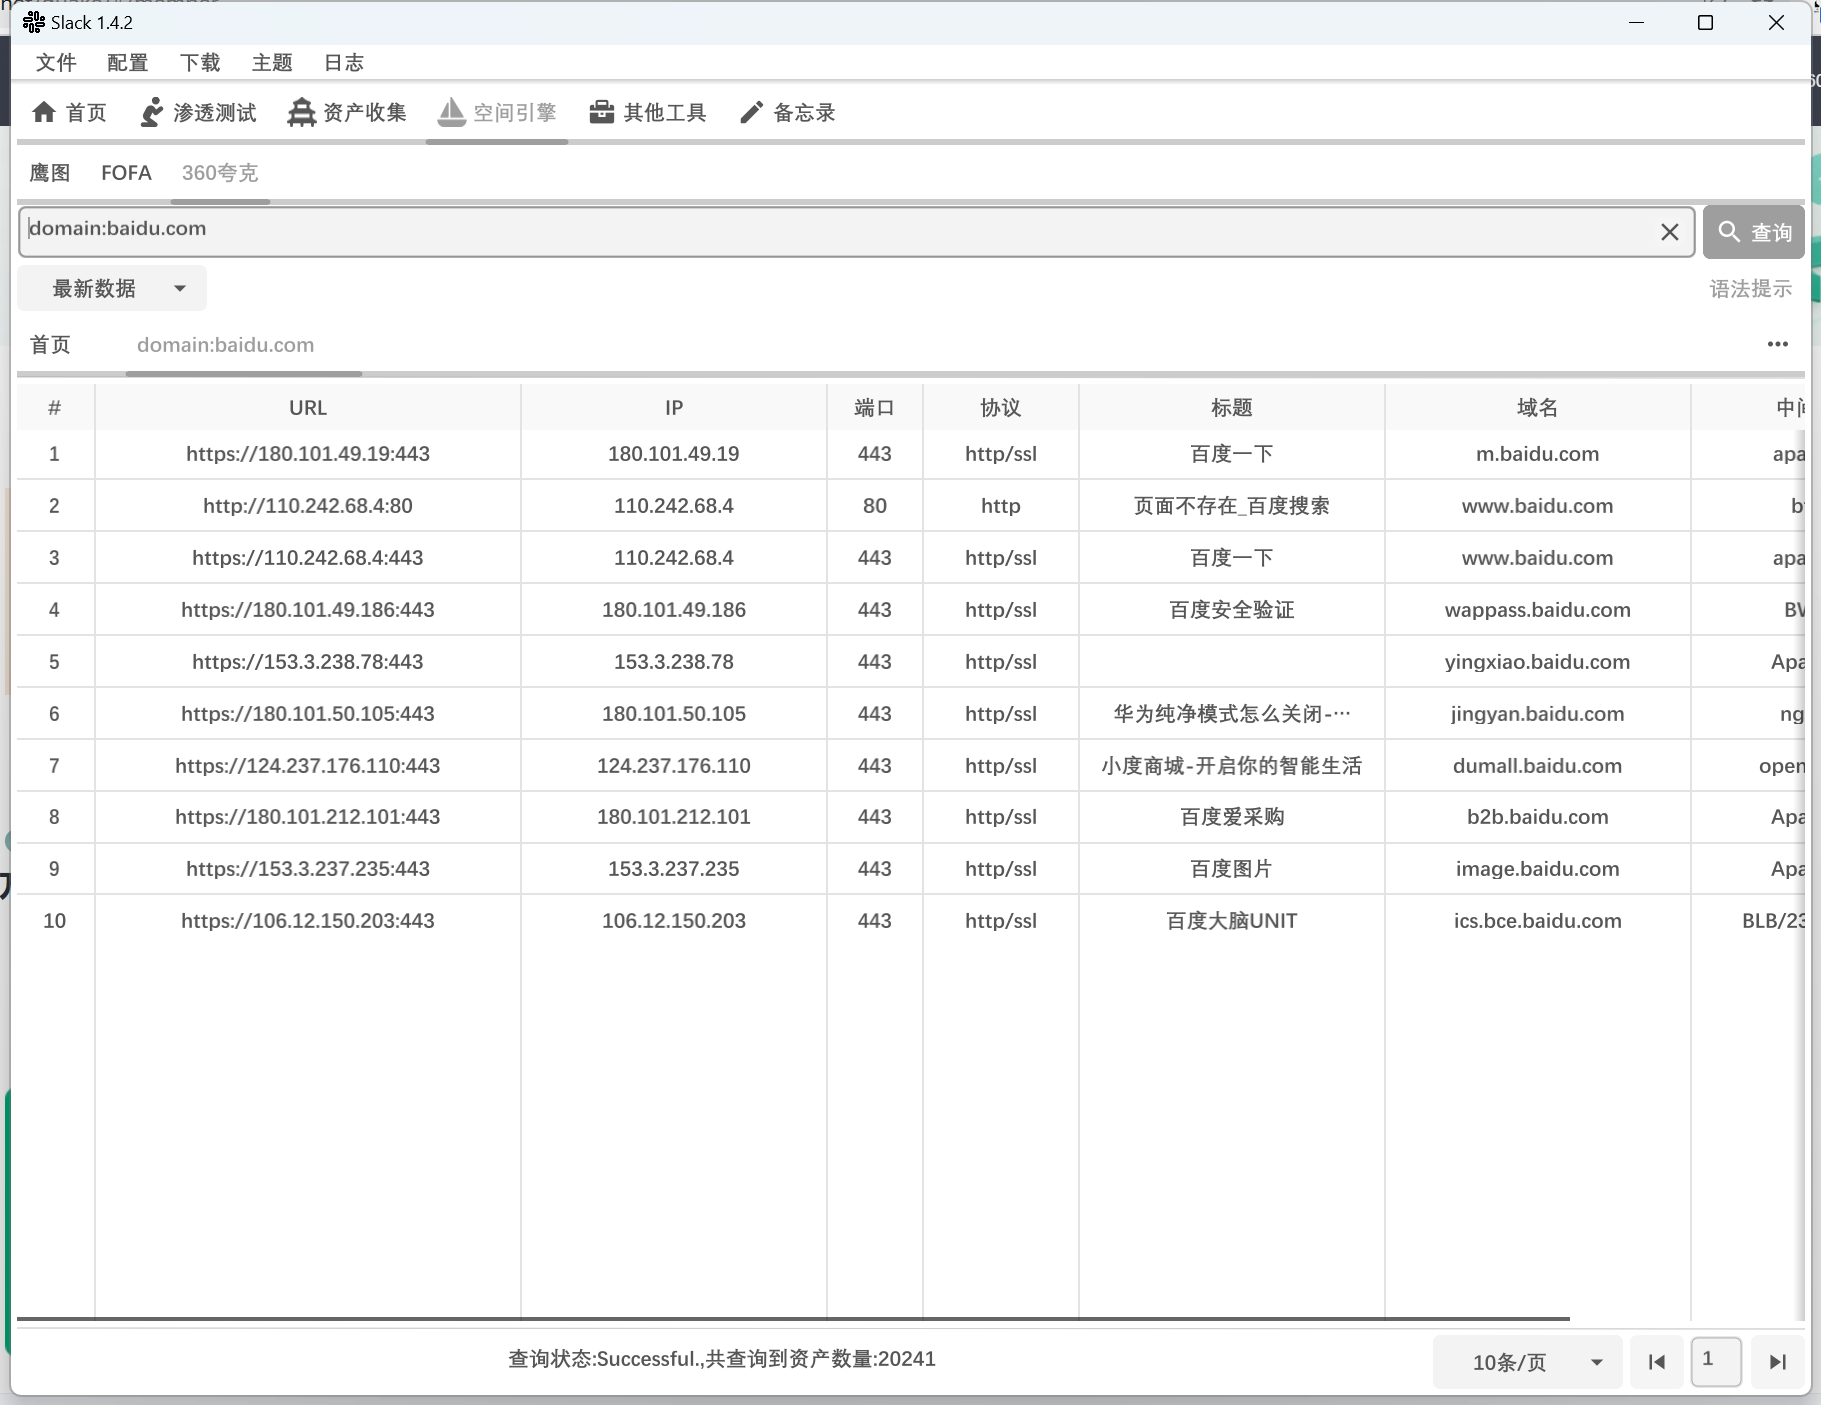 Slack 1.4.2
文件 配置 下载 主题 日志
首页 渗透测试 资产收集 空间引擎 其他工具 备忘录
鹰图 FOFA 360夸克
domain:baidu.com 查询
最新数据 语法提示
首页 domain:baidu.com
# URL IP 端口 协议 标题 域名
1 https://180.101.49.19:443 180.101.49.19 443 http/ssl 百度一下 m.baidu.com apa
2 http://110.242.68.4:80 110.242.68.4 80 http 页面不存在_百度搜索 www.baidu.com
3 https://110.242.68.4:443 110.242.68.4 443 http/ssl 百度一下 www.baidu.com apa
4 https://180.101.49.186:443 180.101.49.186 443 http/ssl 百度安全验证 wappass.baidu.com
5 https://153.3.238.78:443 153.3.238.78 443 http/ssl yingxiao.baidu.com Apa
6 https://180.101.50.105:443 180.101.50.105 443 http/ssl 华为纯净模式怎么关闭-… jingyan.baidu.com ng
7 https://124.237.176.110:443 124.237.176.110 443 http/ssl 小度商城-开启你的智能生活 dumall.baidu.com open
8 https://180.101.212.101:443 180.101.212.101 443 http/ssl 百度爱采购 b2b.baidu.com Apa
9 https://153.3.237.235:443 153.3.237.235 443 http/ssl 百度图片 image.baidu.com Apa
10 https://106.12.150.203:443 106.12.150.203 443 http/ssl 百度大脑UNIT ics.bce.baidu.com BLB/23
查询状态:Successful.,共查询到资产数量:20241 10条/页 1